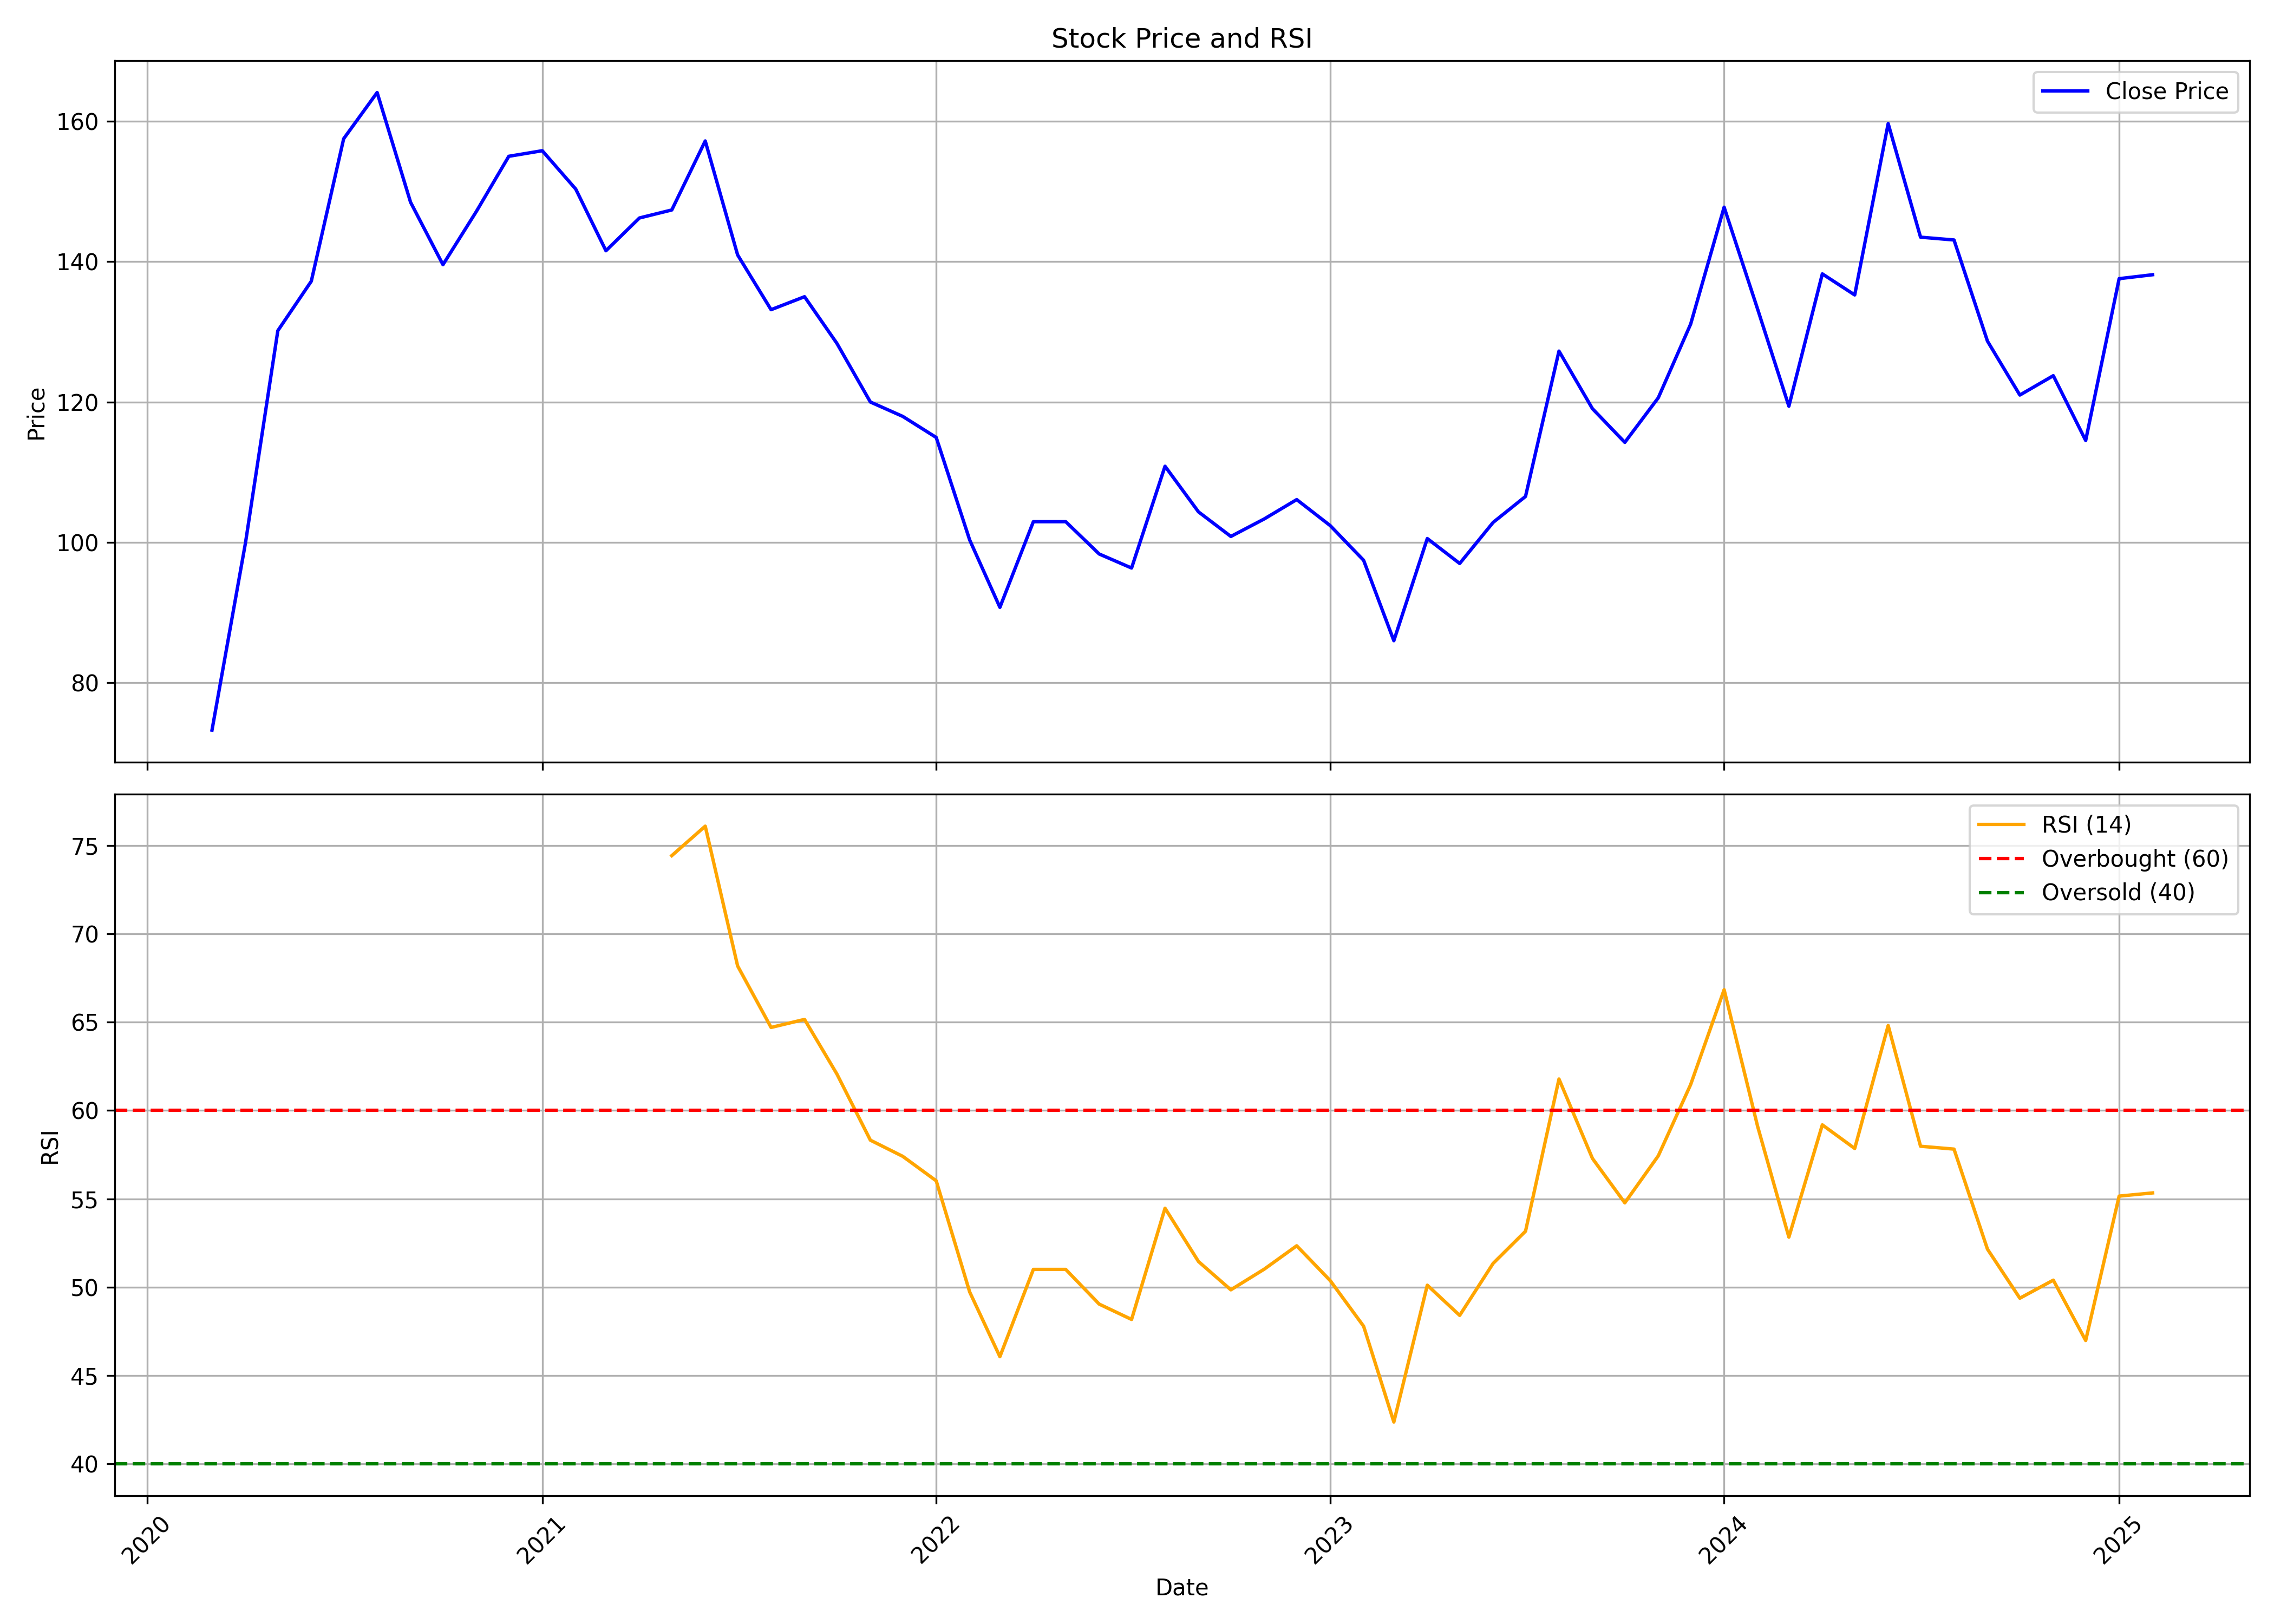 Stock Price and RSI
Close Price
160
140
120
100
80
Price
RSI (14)
Overbought (60)
Oversold (40)
75
70
65
60
55
50
45
40
RSI
2020
2021
2022
2023
2024
2025
Date